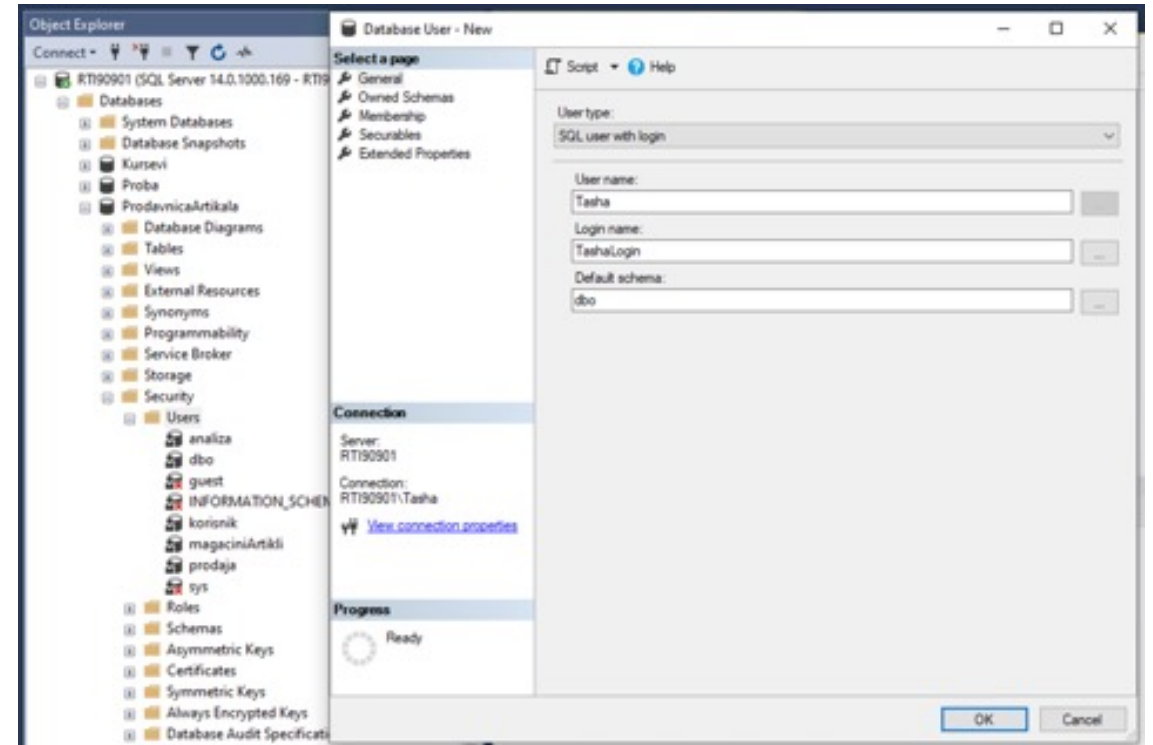 Object Explorer
Connect
RTI90901 (SQL Server 14.0.1000.169 - RTI9
Databases
System Databases
Database Snapshots
Kursevi
Proba
ProdavnicaArtikala
Database Diagrams
Tables
Views
External Resources
Synonyms
Programmability
Service Broker
Storage
Security
Users
analiza
dbo
guest
INFORMATION_SCHEM
korisnik
magaciniArtikli
prodaja
sys
Roles
Schemas
Asymmetric Keys
Certificates
Symmetric Keys
Always Encrypted Keys
Database Audit Specificati
Database User - New
Select a page
General
Owned Schemas
Membership
Securables
Extended Properties
Connection
Server:
RTI90901
Connection:
RTI90901\Tasha
View connection properties
Progress
Ready
Script Help
User type:
SQL user with login
User name:
Tasha
...
Login name:
TashaLogin
...
Default schema:
dbo
...
OK Cancel